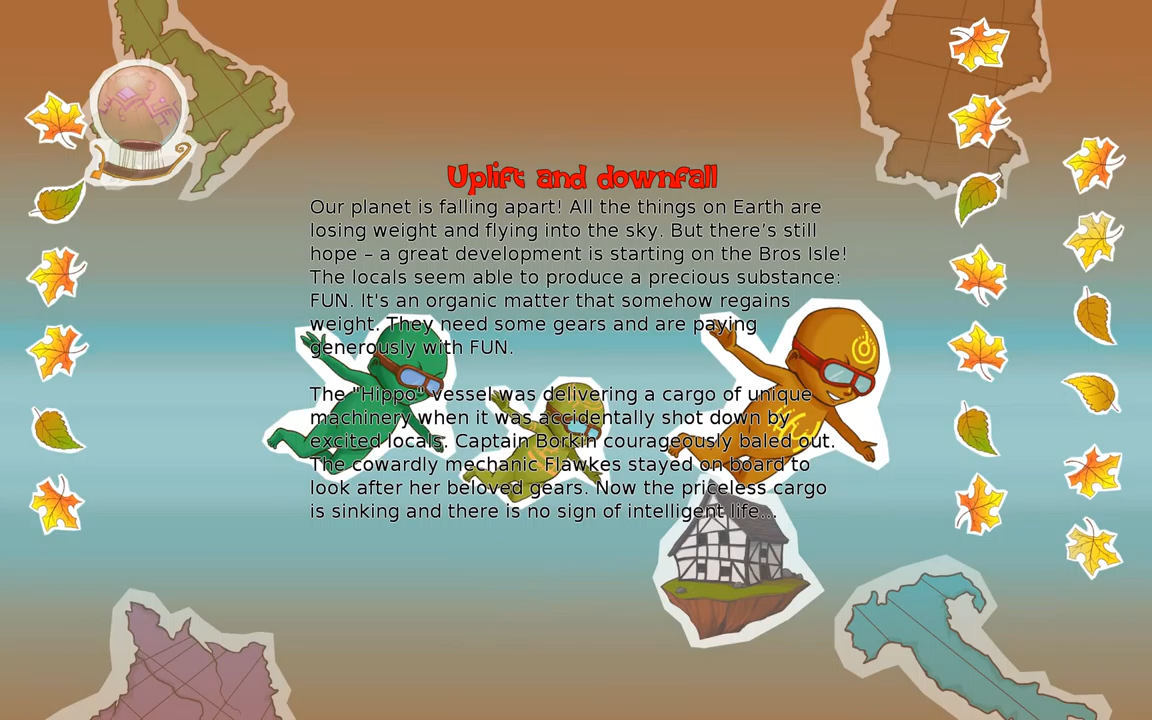 Uplift and downfall
Our planet is falling apart! All the things on Earth are
losing weight and flying into the sky. But there's still
hope – a great development is starting on the Bros Isle!
The locals seem able to produce a precious substance:
FUN. It's an organic matter that somehow regains
weight. They need some gears and are paying
generously with FUN.
The "Hippo" vessel was delivering a cargo of unique
machinery when it was accidentally shot down by
excited locals. Captain Borkin courageously baled out.
The cowardly mechanic Flawkes stayed on board to
look after her beloved gears. Now the priceless cargo
is sinking and there is no sign of intelligent life...